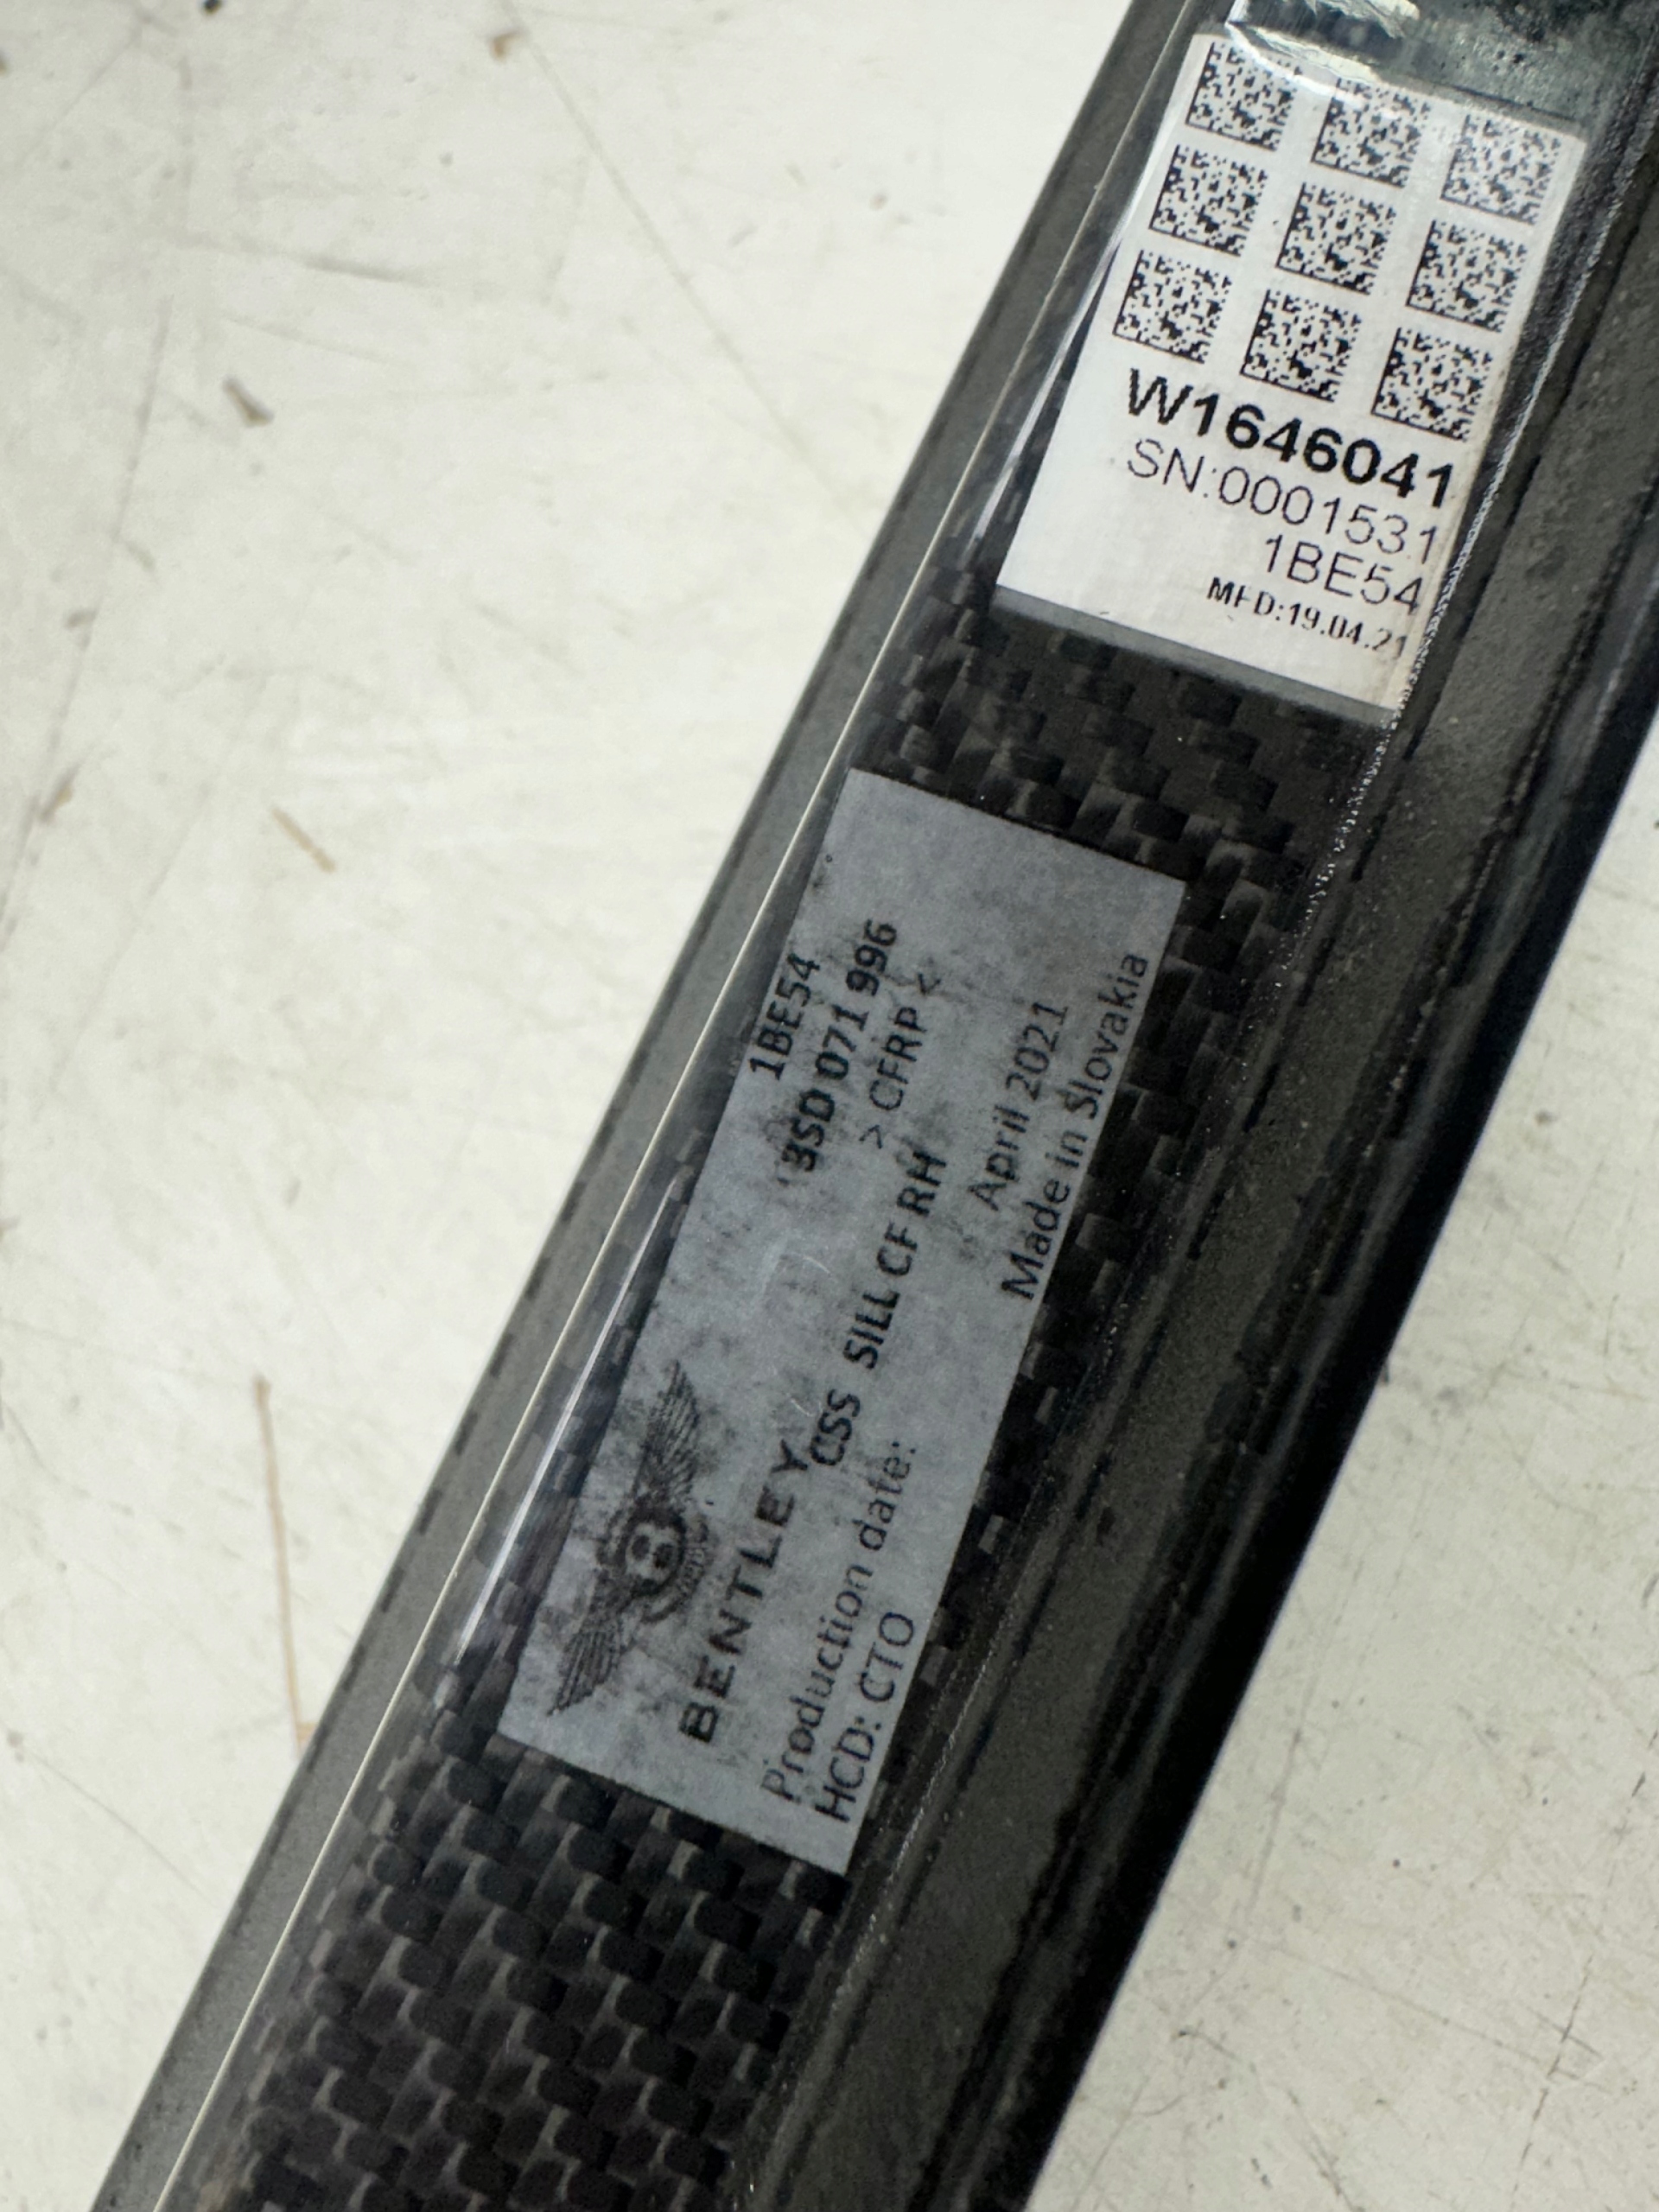 W1646041
SN:0001531
1BE54
MFD:19.04.21
1BE54
3SD 071 996
> CFRP <
BENTLEY
CSS SILL CF RH
Production date: April 2021
HCD: CTO Made in Slovakia